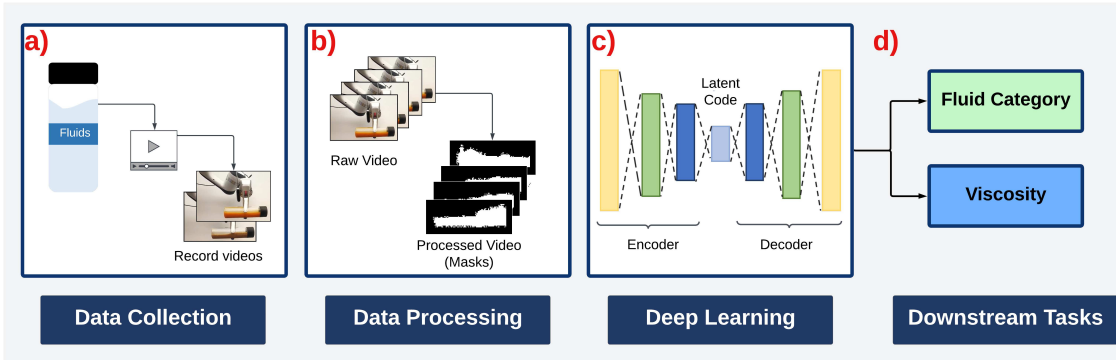 a)
Fluids
Record videos
Data Collection
b)
Raw Video
Processed Video
(Masks)
Data Processing
c)
Latent
Code
Encoder
Decoder
Deep Learning
d)
Fluid Category
Viscosity
Downstream Tasks